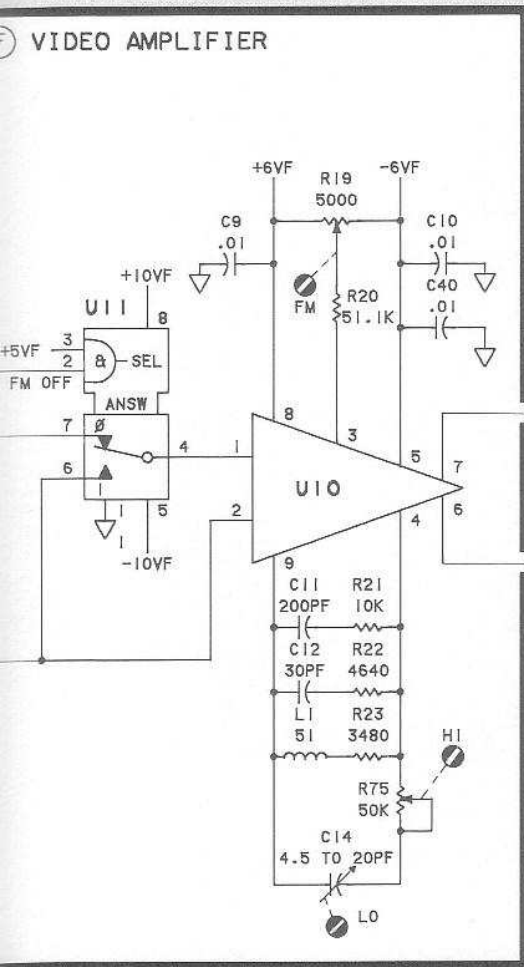 F VIDEO AMPLIFIER
+6VF -6VF
R19
5000
C9
.01
C10
.01
C40
.01
+10VF
FM
R20
51.1K
U11
8
+5VF 3
2
& SEL
FM OFF
ANSW
7 Ø
4
6
1
5
1
1
-10VF
8
3
1
5
7
U10
2
4
6
9
C11 R21
200PF 10K
C12 R22
30PF 4640
L1 R23
51 3480
HI
R75
50K
C14
4.5 TO 20PF
LO